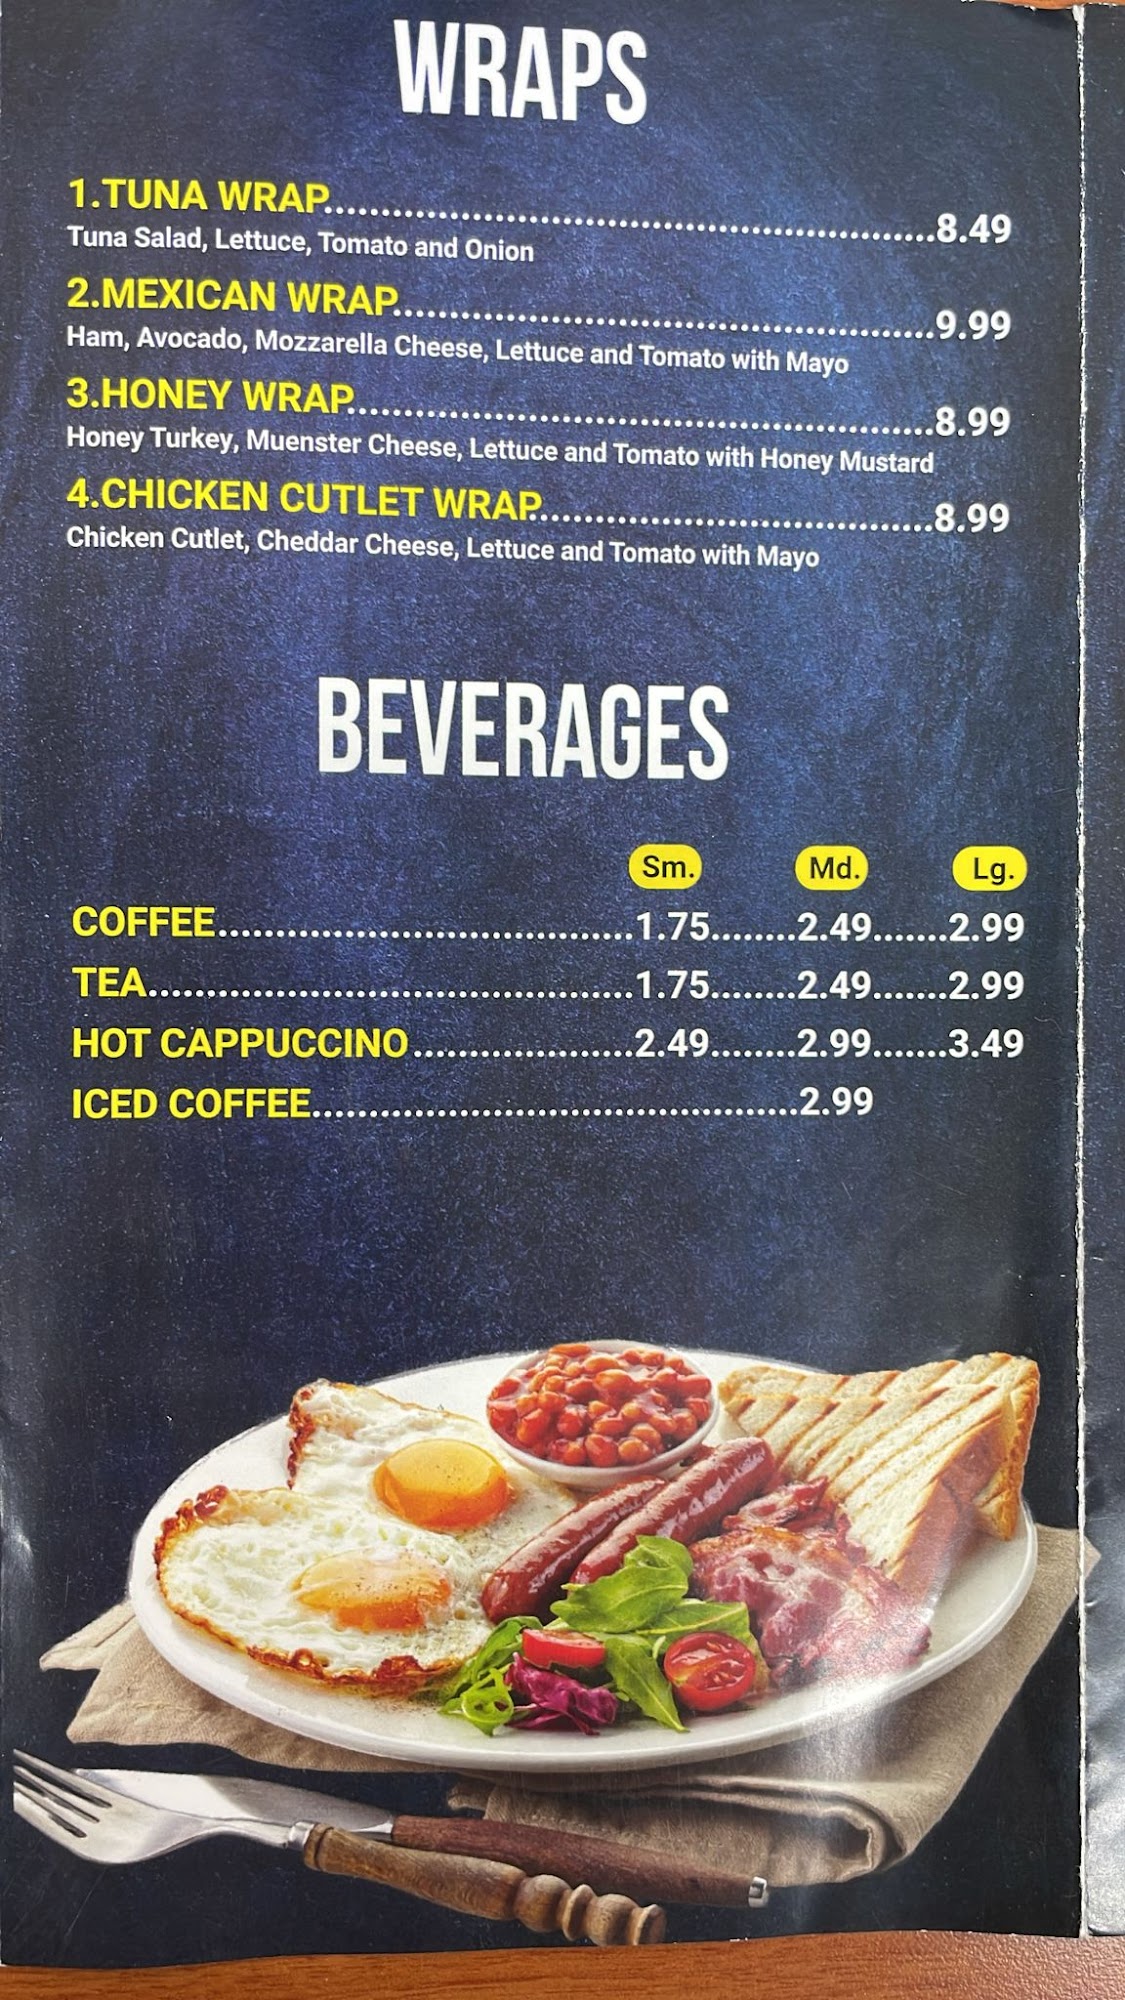 WRAPS
1.TUNA WRAP.....................................................8.49
Tuna Salad, Lettuce, Tomato and Onion
2.MEXICAN WRAP...............................................9.99
Ham, Avocado, Mozzarella Cheese, Lettuce and Tomato with Mayo
3.HONEY WRAP...................................................8.99
Honey Turkey, Muenster Cheese, Lettuce and Tomato with Honey Mustard
4.CHICKEN CUTLET WRAP..................................8.99
Chicken Cutlet, Cheddar Cheese, Lettuce and Tomato with Mayo
BEVERAGES
Sm. Md. Lg.
COFFEE....................................1.75........2.49.......2.99
TEA..........................................1.75........2.49.......2.99
HOT CAPPUCCINO...................2.49........2.99.......3.49
ICED COFFEE..........................................2.99